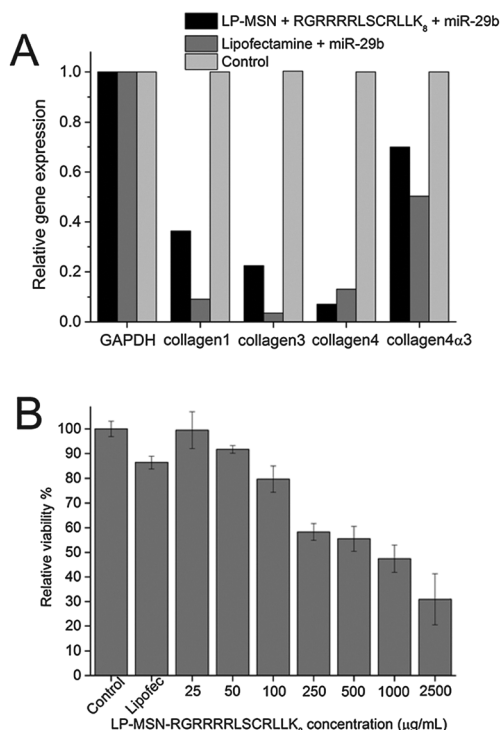 LP-MSN + RGRRRRLSCRLLK₈ + miR-29b
Lipofectamine + miR-29b
Control
A
Relative gene expression
1.0
0.8
0.6
0.4
0.2
0.0
GAPDH collagen1 collagen3 collagen4 collagen4α3
B
Relative viability %
100
90
80
70
60
50
40
30
20
10
0
Control Lipofec 25 50 100 250 500 1000 2500
LP-MSN-RGRRRRLSCRLLK₈ concentration (µg/mL)